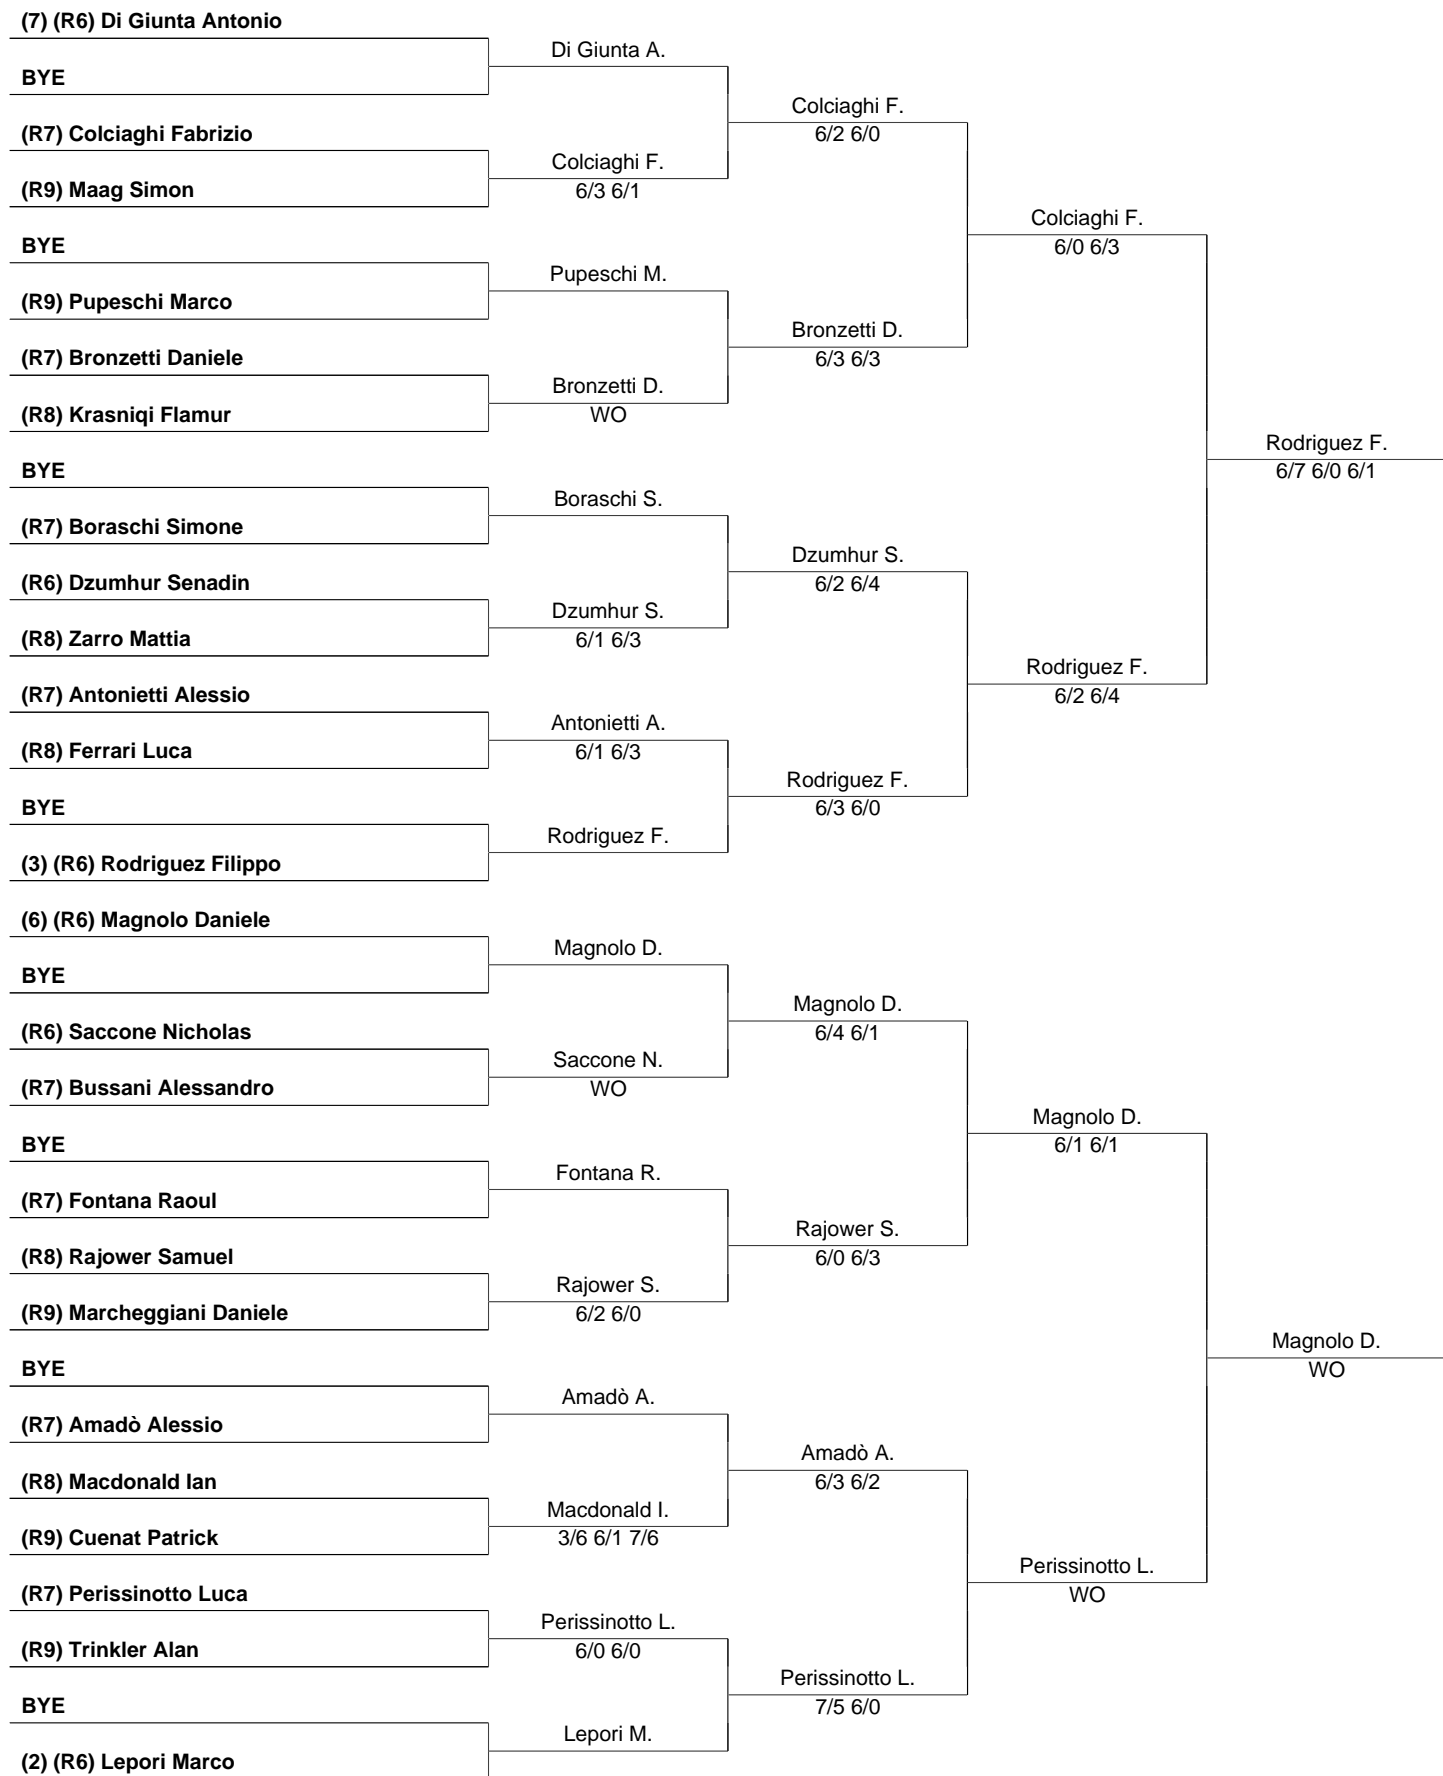 (7) (R6) Di Giunta Antonio
Di Giunta A.
BYE
Colciaghi F.
6/2 6/0
(R7) Colciaghi Fabrizio
Colciaghi F.
6/3 6/1
(R9) Maag Simon
Colciaghi F.
6/0 6/3
BYE
Pupeschi M.
(R9) Pupeschi Marco
Bronzetti D.
6/3 6/3
(R7) Bronzetti Daniele
Bronzetti D.
WO
(R8) Krasniqi Flamur
Rodriguez F.
6/7 6/0 6/1
BYE
Boraschi S.
(R7) Boraschi Simone
Dzumhur S.
6/2 6/4
(R6) Dzumhur Senadin
Dzumhur S.
6/1 6/3
(R8) Zarro Mattia
Rodriguez F.
6/2 6/4
(R7) Antonietti Alessio
Antonietti A.
6/1 6/3
(R8) Ferrari Luca
Rodriguez F.
6/3 6/0
BYE
Rodriguez F.
(3) (R6) Rodriguez Filippo
(6) (R6) Magnolo Daniele
Magnolo D.
BYE
Magnolo D.
6/4 6/1
(R6) Saccone Nicholas
Saccone N.
WO
(R7) Bussani Alessandro
Magnolo D.
6/1 6/1
BYE
Fontana R.
(R7) Fontana Raoul
Rajower S.
6/0 6/3
(R8) Rajower Samuel
Rajower S.
6/2 6/0
(R9) Marcheggiani Daniele
Magnolo D.
WO
BYE
Amadò A.
(R7) Amadò Alessio
Amadò A.
6/3 6/2
(R8) Macdonald Ian
Macdonald I.
3/6 6/1 7/6
(R9) Cuenat Patrick
Perissinotto L.
WO
(R7) Perissinotto Luca
Perissinotto L.
6/0 6/0
(R9) Trinkler Alan
Perissinotto L.
7/5 6/0
BYE
Lepori M.
(2) (R6) Lepori Marco